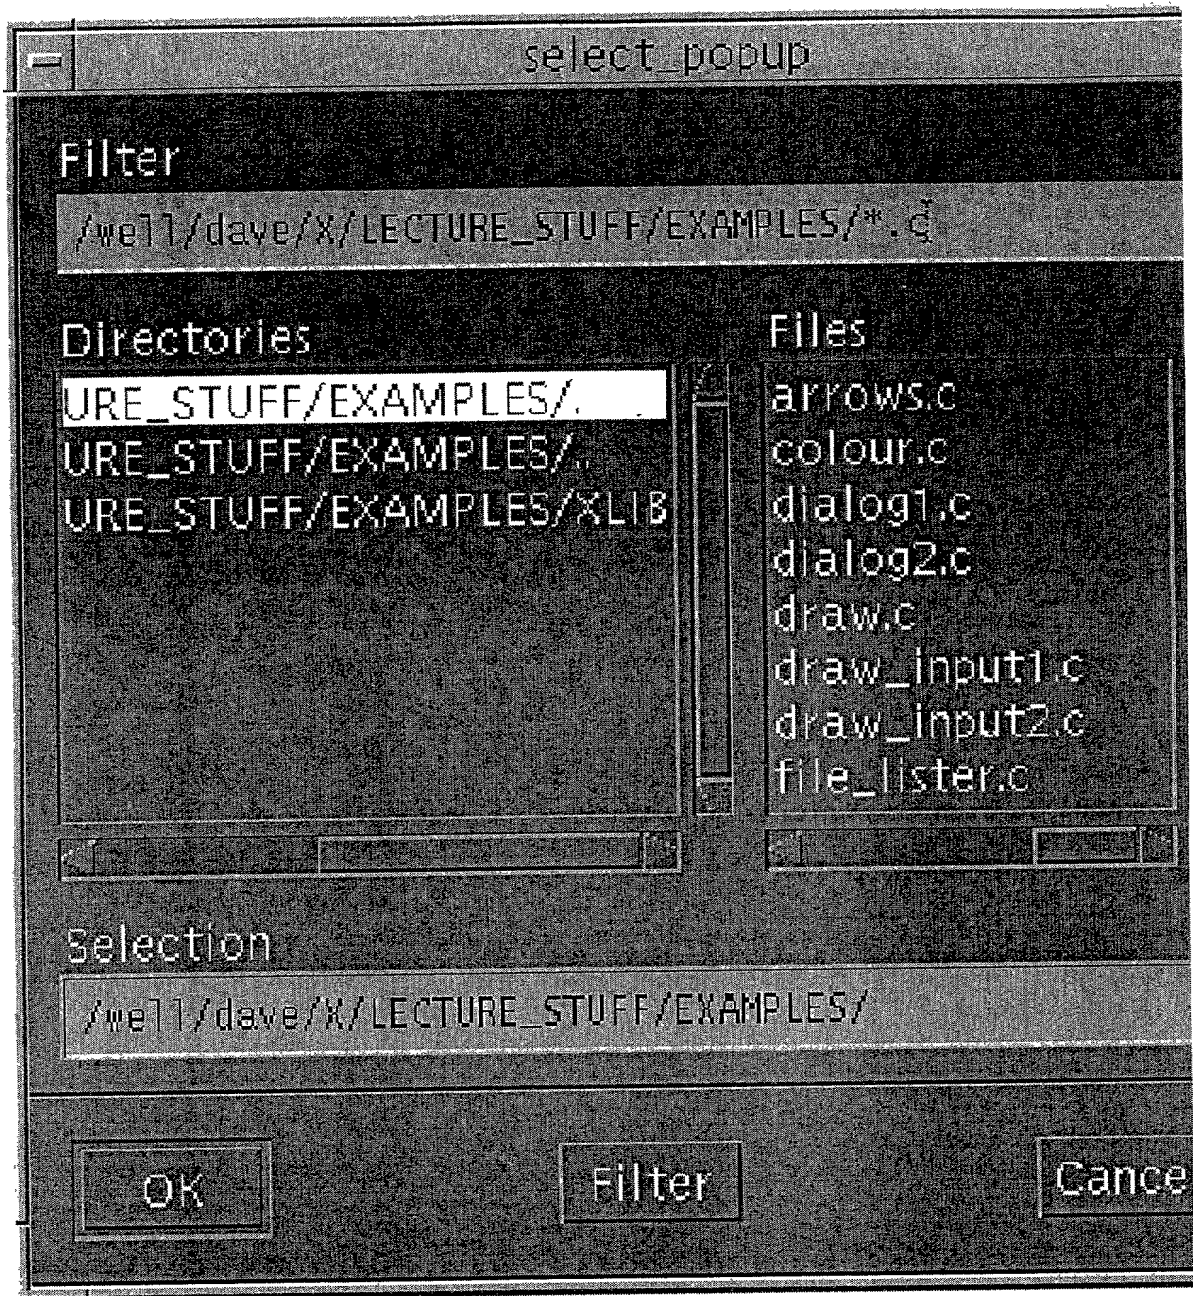 select_popup
Filter
/well/dave/X/LECTURE_STUFF/EXAMPLES/*.c
Directories
URE_STUFF/EXAMPLES/.
URE_STUFF/EXAMPLES/..
URE_STUFF/EXAMPLES/XLIB
Files
arrows.c
colour.c
dialog1.c
dialog2.c
draw.c
draw_input1.c
draw_input2.c
file_lister.c
Selection
/well/dave/X/LECTURE_STUFF/EXAMPLES/
OK
Filter
Cance